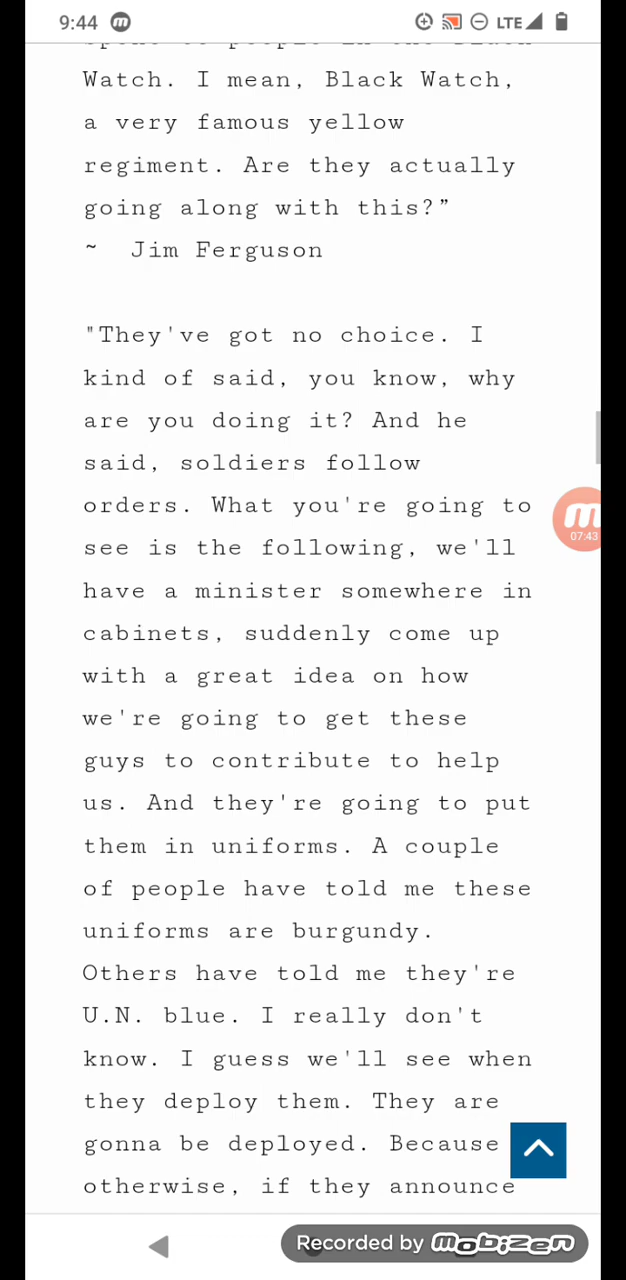 9:44
LTE
Watch. I mean, Black Watch,
a very famous yellow
regiment. Are they actually
going along with this?”
~ Jim Ferguson
"They've got no choice. I
kind of said, you know, why
are you doing it? And he
said, soldiers follow
orders. What you're going to
see is the following, we'll
have a minister somewhere in
cabinets, suddenly come up
with a great idea on how
we're going to get these
guys to contribute to help
us. And they're going to put
them in uniforms. A couple
of people have told me these
uniforms are burgundy.
Others have told me they're
U.N. blue. I really don't
know. I guess we'll see when
they deploy them. They are
gonna be deployed. Because
otherwise, if they announce
07:43
Recorded by mobizen